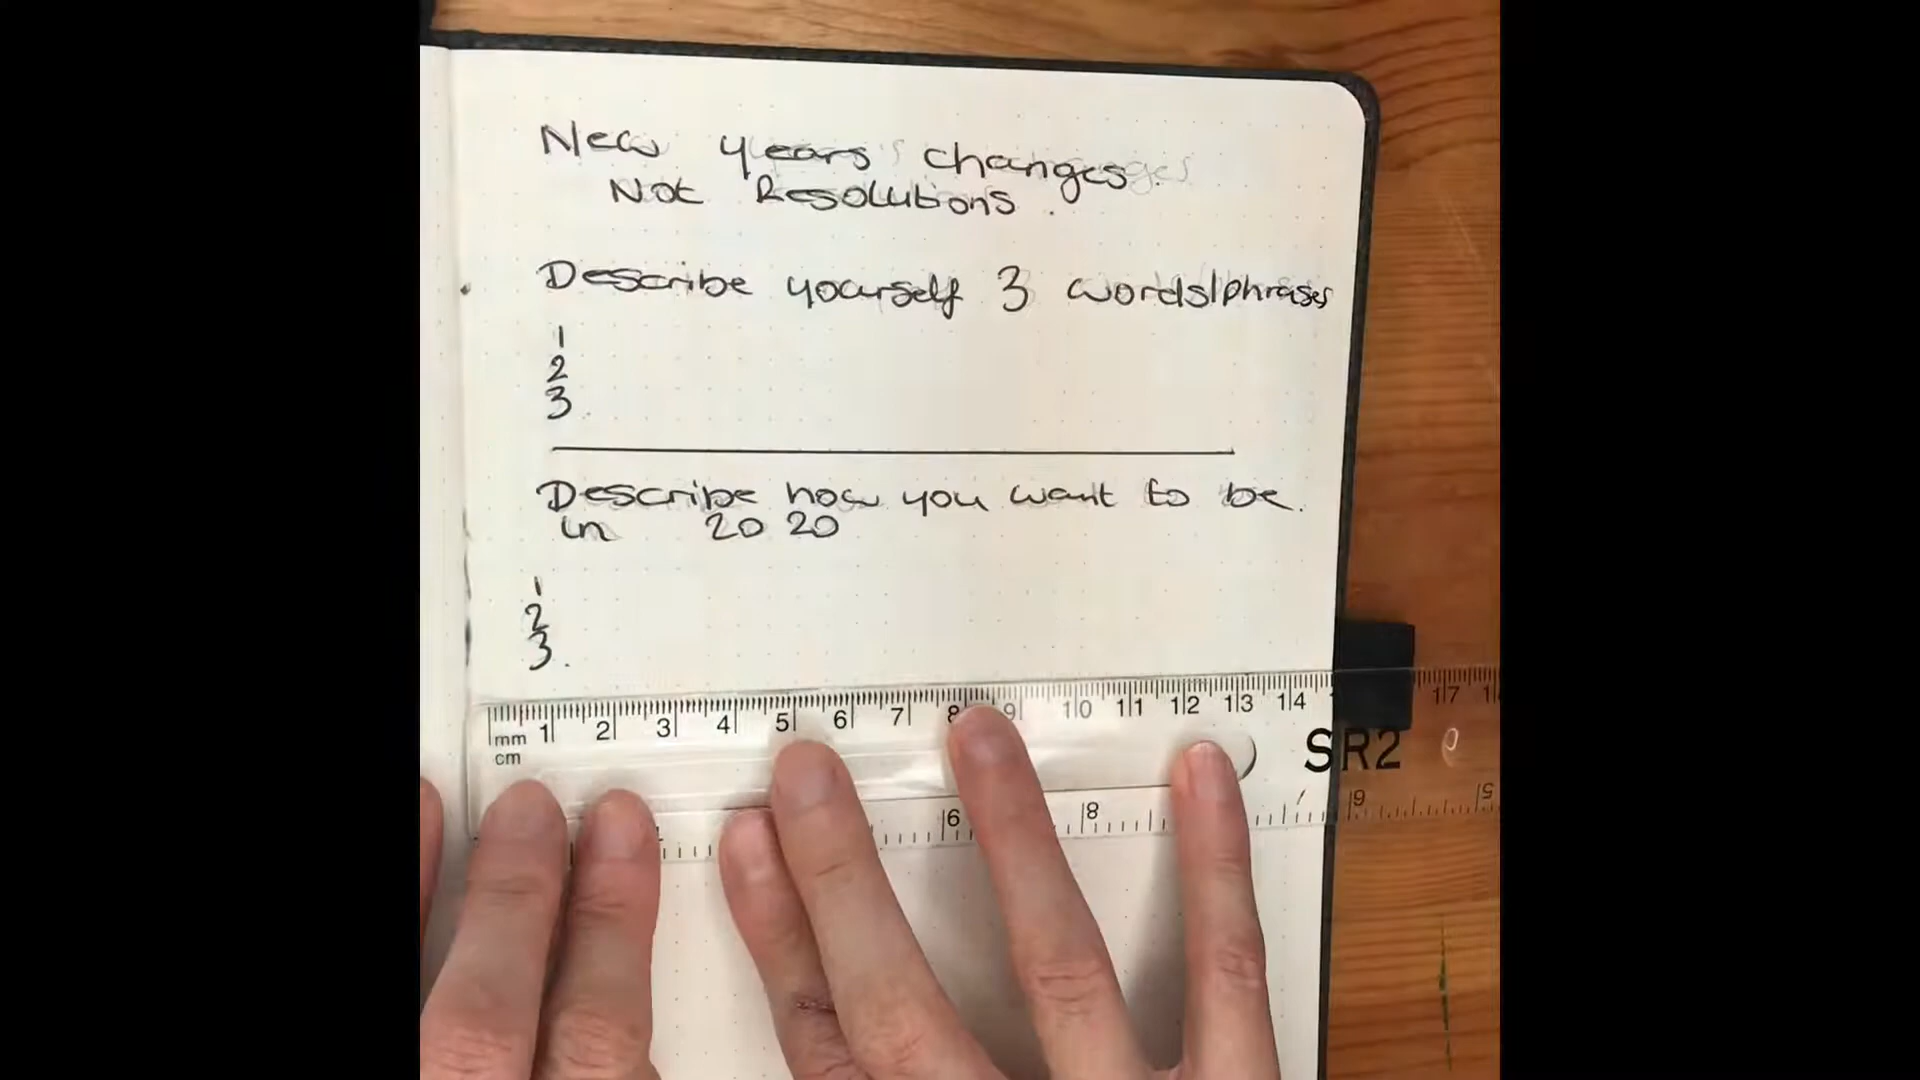 New years changes.
Not Resolutions.
Describe yourself 3 words/phrases
1
2
3.
Describe how you want to be.
in 2020
1
2
3.
1 2 3 4 5 6 7 8 9 10 11 12 13 14 17
mm
cm
SR2
6 8 9 5